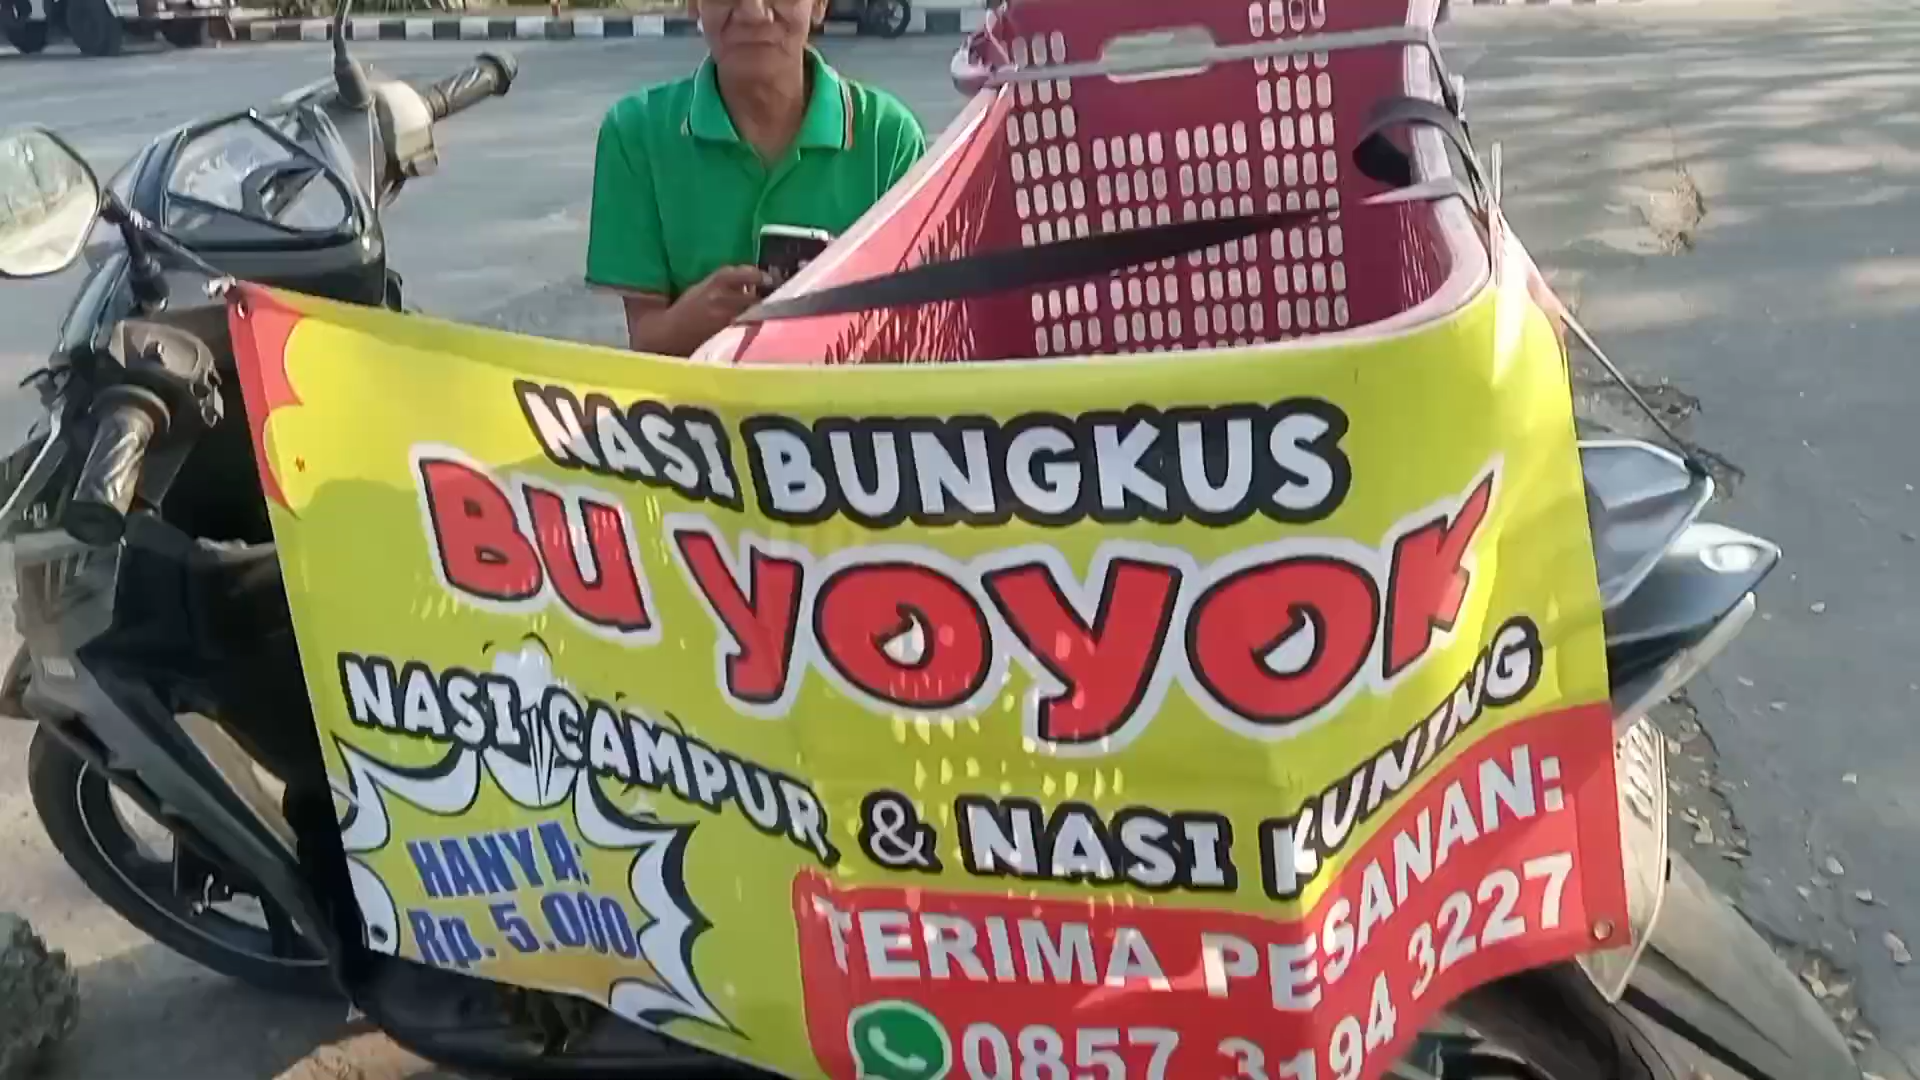 NASI BUNGKUS
BU YOYOK
NASI CAMPUR & NASI KUNING
HANYA:
Rp. 5.000
TERIMA PESANAN:
0857 3194 3227